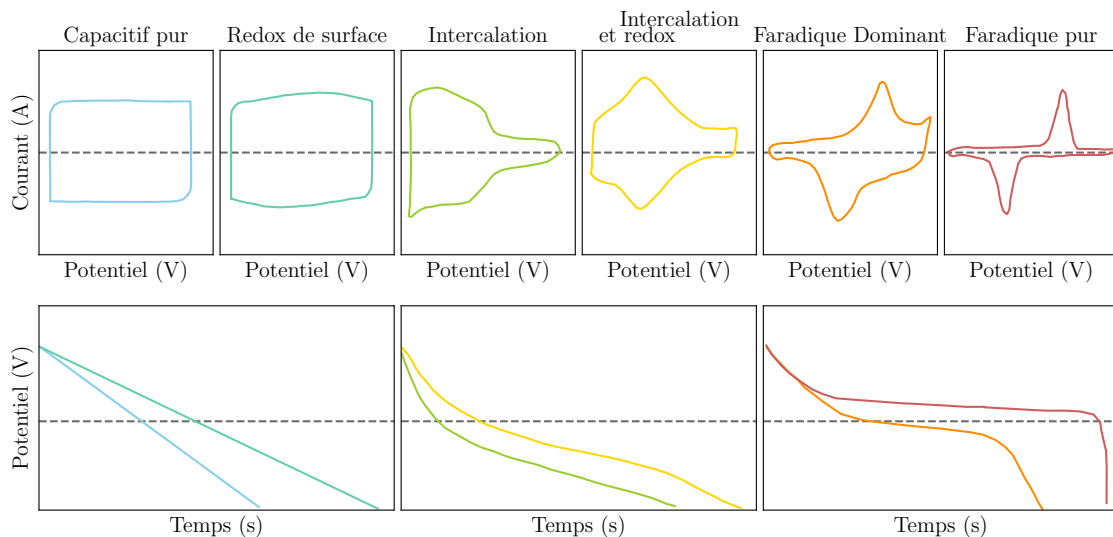 Capacitif pur
Redox de surface
Intercalation
Intercalation
et redox
Faradique Dominant
Faradique pur
Courant (A)
Potentiel (V)
Potentiel (V)
Potentiel (V)
Potentiel (V)
Potentiel (V)
Potentiel (V)
Potentiel (V)
Temps (s)
Temps (s)
Temps (s)